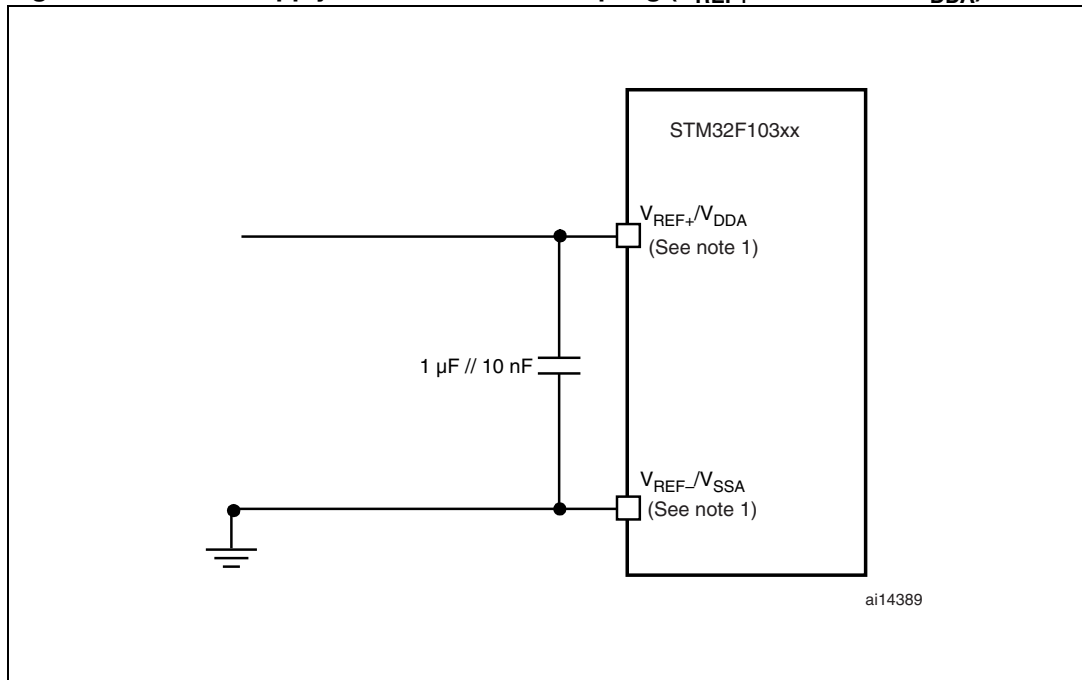 STM32F103xx
VREF+/VDDA
(See note 1)
1 µF // 10 nF
VREF–/VSSA
(See note 1)
ai14389